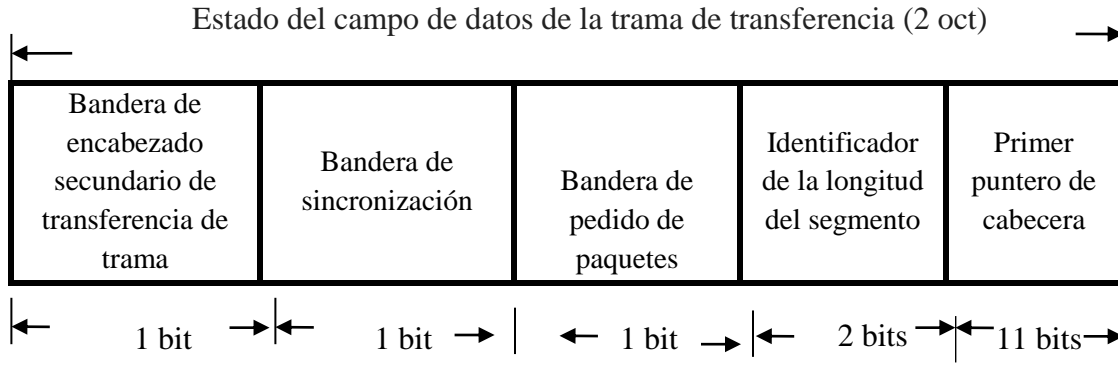 Estado del campo de datos de la trama de transferencia (2 oct)
Bandera de
encabezado
secundario de
transferencia de
trama
Bandera de
sincronización
Bandera de
pedido de
paquetes
Identificador
de la longitud
del segmento
Primer
puntero de
cabecera
1 bit
1 bit
1 bit
2 bits
11 bits